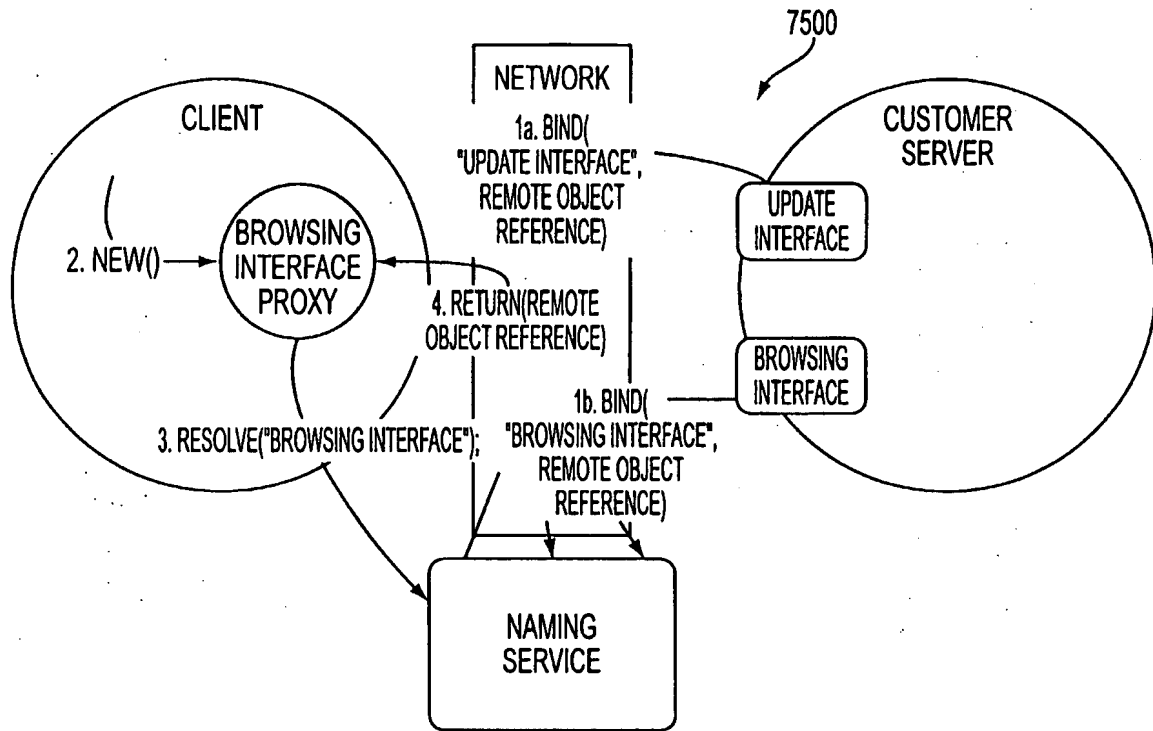 7500
NETWORK
CLIENT
CUSTOMER
SERVER
1a. BIND(
"UPDATE INTERFACE",
REMOTE OBJECT
REFERENCE)
UPDATE
INTERFACE
2. NEW()
BROWSING
INTERFACE
PROXY
4. RETURN(REMOTE
OBJECT REFERENCE)
BROWSING
INTERFACE
1b. BIND(
"BROWSING INTERFACE",
REMOTE OBJECT
REFERENCE)
3. RESOLVE("BROWSING INTERFACE");
NAMING
SERVICE